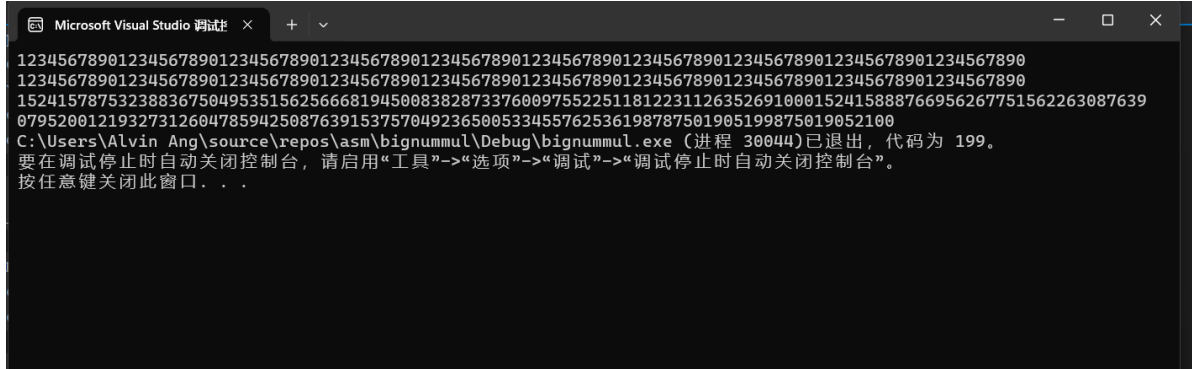 Microsoft Visual Studio 调试控
1234567890123456789012345678901234567890123456789012345678901234567890123456789012345678901234567890
1234567890123456789012345678901234567890123456789012345678901234567890123456789012345678901234567890
15241578753238836750495351562566681945008382873376009755225118122311263526910001524158887669562677515622630876390
79520012193273126047859425087639153757049236500533455762536198787501905199875019052100
C:\Users\Alvin Ang\source\repos\asm\bignummul\Debug\bignummul.exe (进程 30044)已退出，代码为 199。
要在调试停止时自动关闭控制台，请启用“工具”->“选项”->“调试”->“调试停止时自动关闭控制台”。
按任意键关闭此窗口. . .